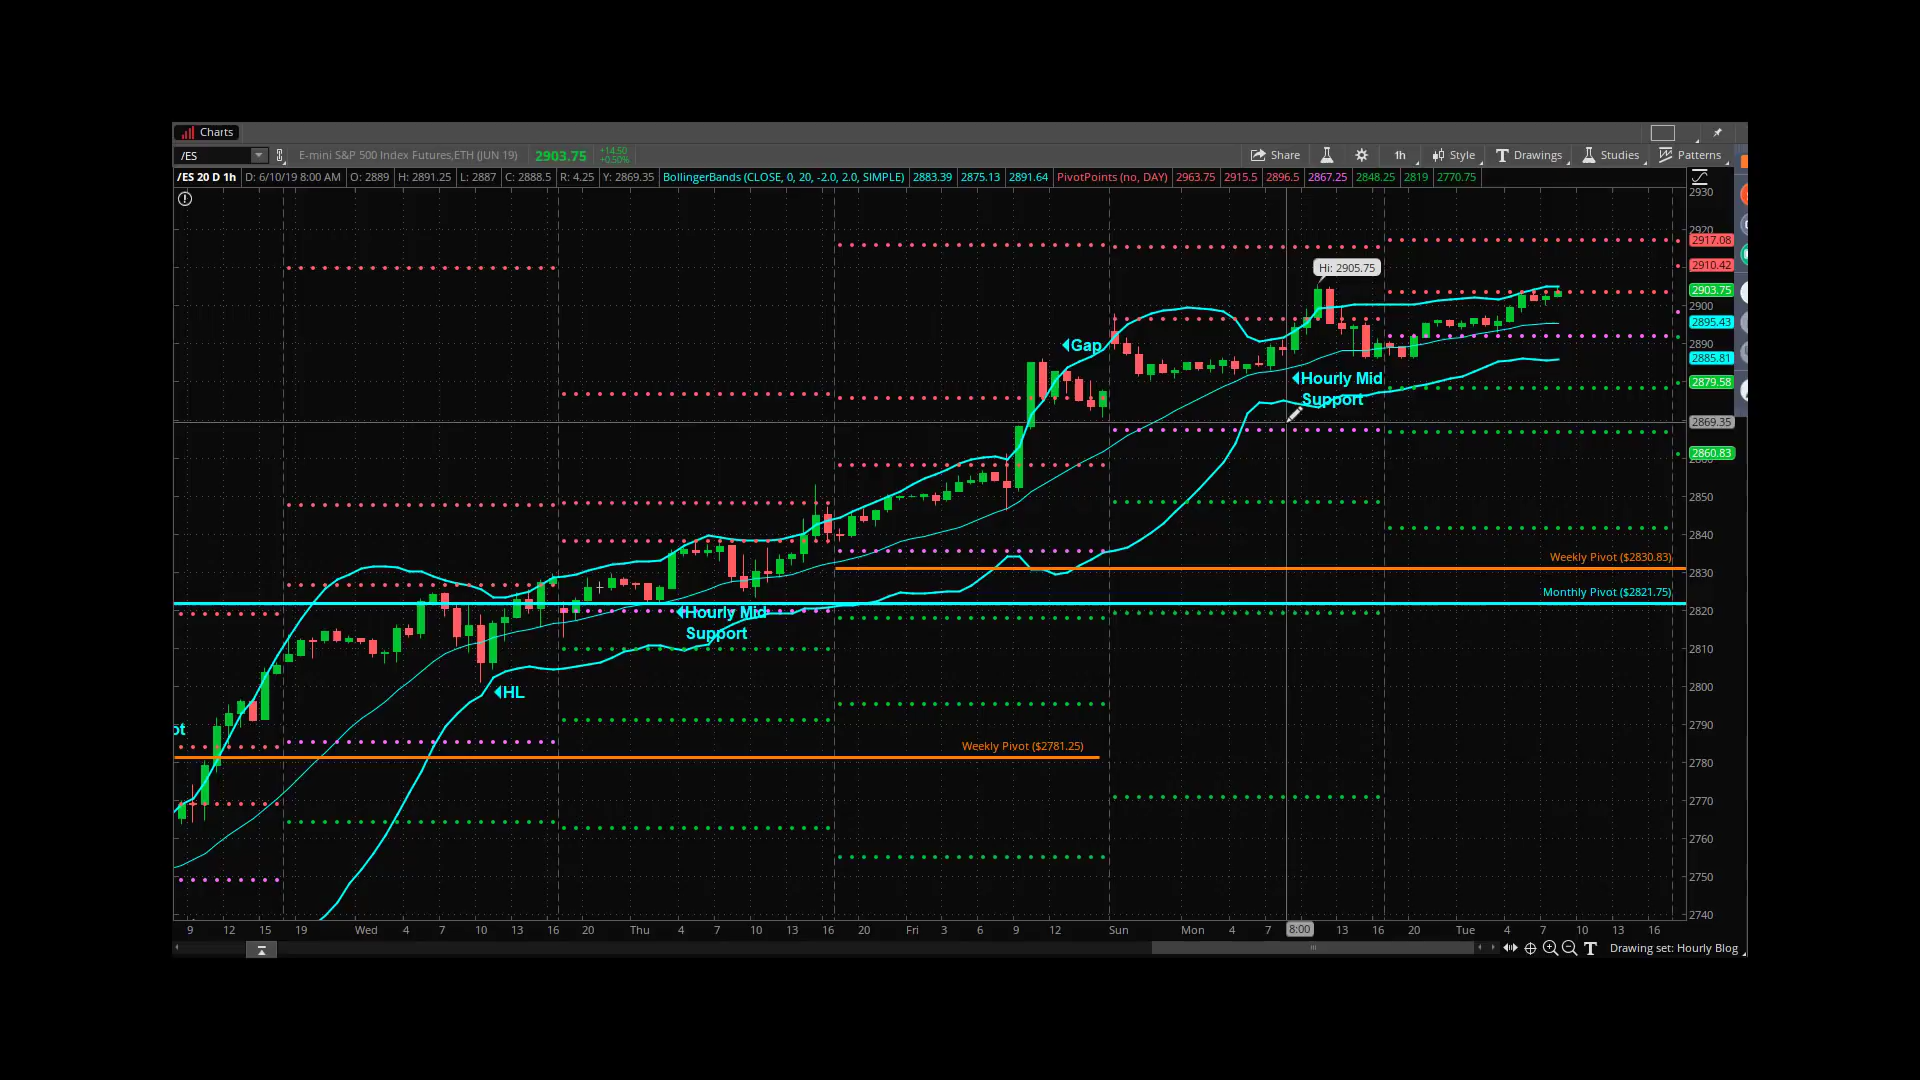 Charts
/ES E-mini S&P 500 Index Futures,ETH (JUN 19) 2903.75 +14.50 +0.50% Share 1h Style Drawings Studies Patterns
/ES 20 D 1h D: 6/10/19 8:00 AM O: 2889 H: 2891.25 L: 2887 C: 2888.5 R: 4.25 Y: 2869.35 BollingerBands (CLOSE, 0, 20, -2.0, 2.0, SIMPLE) 2883.39 2875.13 2891.64 PivotPoints (no, DAY) 2963.75 2915.5 2896.5 2867.25 2848.25 2819 2770.75
2930
2920
2917.08
2910.42
Hi: 2905.75
2903.75
2900
2895.43
Gap
2890
2885.81
Hourly Mid
Support
2879.58
2869.35
2860.83
2850
2840
Weekly Pivot ($2830.83)
2830
Monthly Pivot ($2821.75)
2820
Hourly Mid
Support
2810
HL
2800
2790
ot
Weekly Pivot ($2781.25)
2780
2770
2760
2750
2740
9 12 15 19 Wed 4 7 10 13 16 20 Thu 4 7 10 13 16 20 Fri 3 6 9 12 Sun Mon 4 7 8:00 13 16 20 Tue 4 7 10 13 16
Drawing set: Hourly Blog